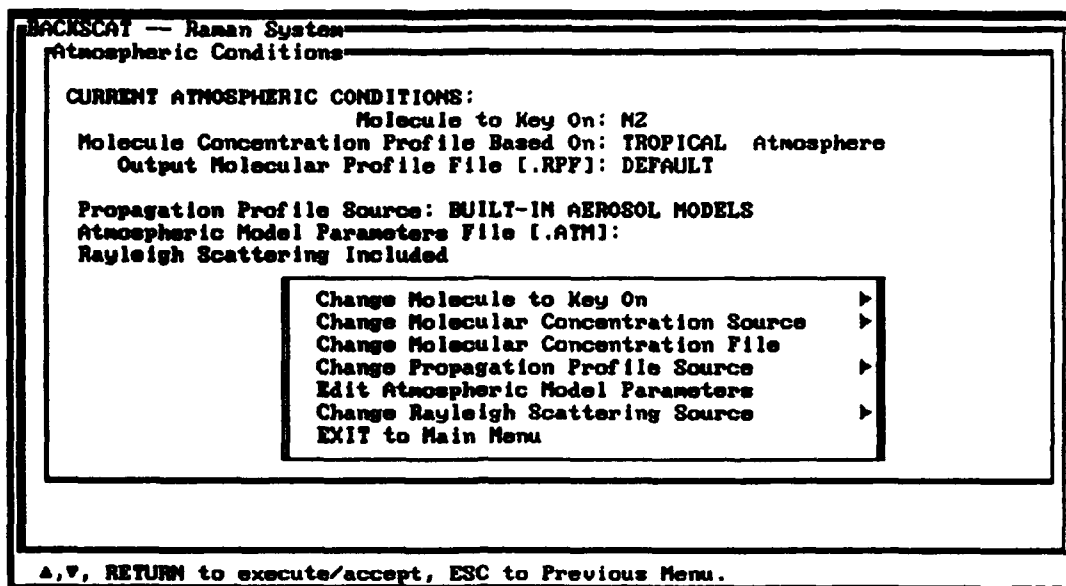 BACKSCAT -- Raman System
Atmospheric Conditions
CURRENT ATMOSPHERIC CONDITIONS:
Molecule to Key On: N2
Molecule Concentration Profile Based On: TROPICAL Atmosphere
Output Molecular Profile File [.RPF]: DEFAULT
Propagation Profile Source: BUILT-IN AEROSOL MODELS
Atmospheric Model Parameters File [.ATM]:
Rayleigh Scattering Included
Change Molecule to Key On ►
Change Molecular Concentration Source ►
Change Molecular Concentration File
Change Propagation Profile Source ►
Edit Atmospheric Model Parameters
Change Rayleigh Scattering Source ►
EXIT to Main Menu
▲,▼, RETURN to execute/accept, ESC to Previous Menu.